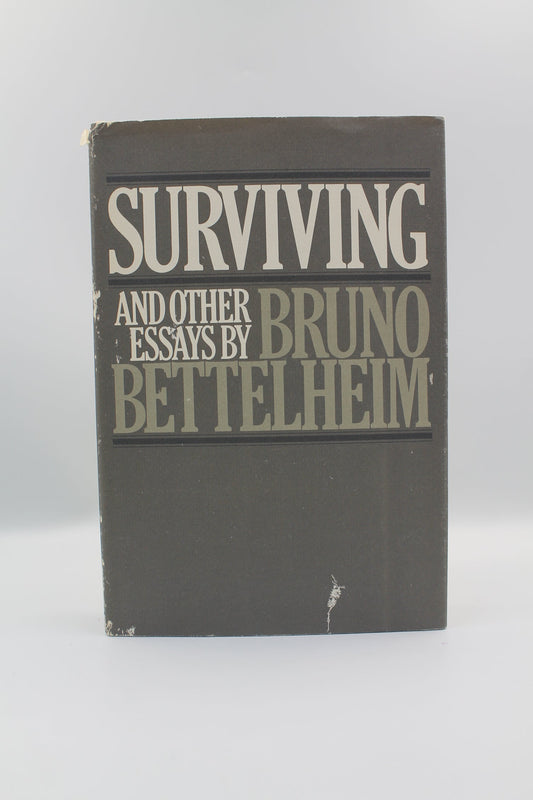 SURVIVING
AND OTHER
ESSAYS BY
BRUNO
BETTELHEIM